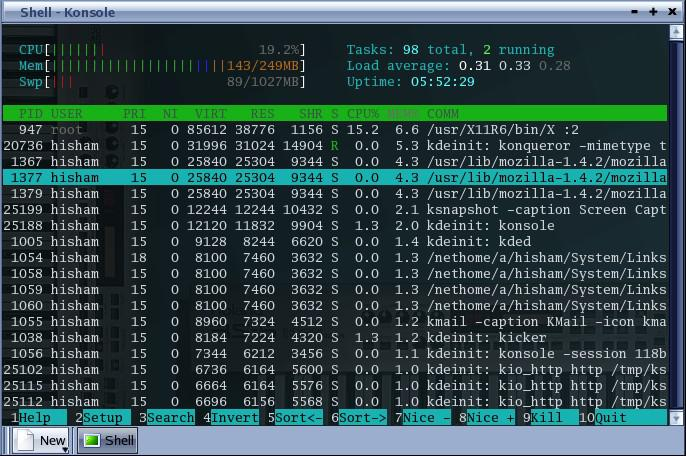 Shell - Konsole
CPU[||||||| 19.2%] Tasks: 98 total, 2 running
Mem[||||||||||||||||||||||143/249MB] Load average: 0.31 0.33 0.28
Swp[||| 89/1027MB] Uptime: 05:52:29
PID USER PRI NI VIRT RES SHR S CPU% MEM% COMM
947 root 15 0 85612 38776 1156 S 15.2 6.6 /usr/X11R6/bin/X :2
20736 hisham 15 0 31996 31024 14904 R 0.0 5.3 kdeinit: konqueror -mimetype t
1367 hisham 15 0 25840 25304 9344 S 0.0 4.3 /usr/lib/mozilla-1.4.2/mozilla
1377 hisham 15 0 25840 25304 9344 S 0.0 4.3 /usr/lib/mozilla-1.4.2/mozilla
1379 hisham 15 0 25840 25304 9344 S 0.0 4.3 /usr/lib/mozilla-1.4.2/mozilla
25199 hisham 15 0 12244 12244 10432 S 0.0 2.1 ksnapshot -caption Screen Capt
25188 hisham 15 0 12120 11832 9904 S 1.3 2.0 kdeinit: konsole
1005 hisham 15 0 9128 8244 6620 S 0.0 1.4 kdeinit: kded
1054 hisham 18 0 8100 7460 3632 S 0.0 1.3 /nethome/a/hisham/System/Links
1058 hisham 15 0 8100 7460 3632 S 0.0 1.3 /nethome/a/hisham/System/Links
1059 hisham 15 0 8100 7460 3632 S 0.0 1.3 /nethome/a/hisham/System/Links
1060 hisham 15 0 8100 7460 3632 S 0.0 1.3 /nethome/a/hisham/System/Links
1055 hisham 15 0 8960 7324 4512 S 0.0 1.2 kmail -caption KMail -icon kma
1038 hisham 15 0 8184 7224 4320 S 1.3 1.2 kdeinit: kicker
1056 hisham 15 0 7344 6212 3456 S 0.0 1.1 kdeinit: konsole -session 118b
25102 hisham 15 0 6736 6164 5600 S 0.0 1.0 kdeinit: kio_http http /tmp/ks
25115 hisham 15 0 6664 6164 5576 S 0.0 1.0 kdeinit: kio_http http /tmp/ks
25112 hisham 15 0 6696 6156 5568 S 0.0 1.0 kdeinit: kio_http http /tmp/ks
1Help 2Setup 3Search 4Invert 5Sort<- 6Sort-> 7Nice - 8Nice + 9Kill 10Quit
New Shell